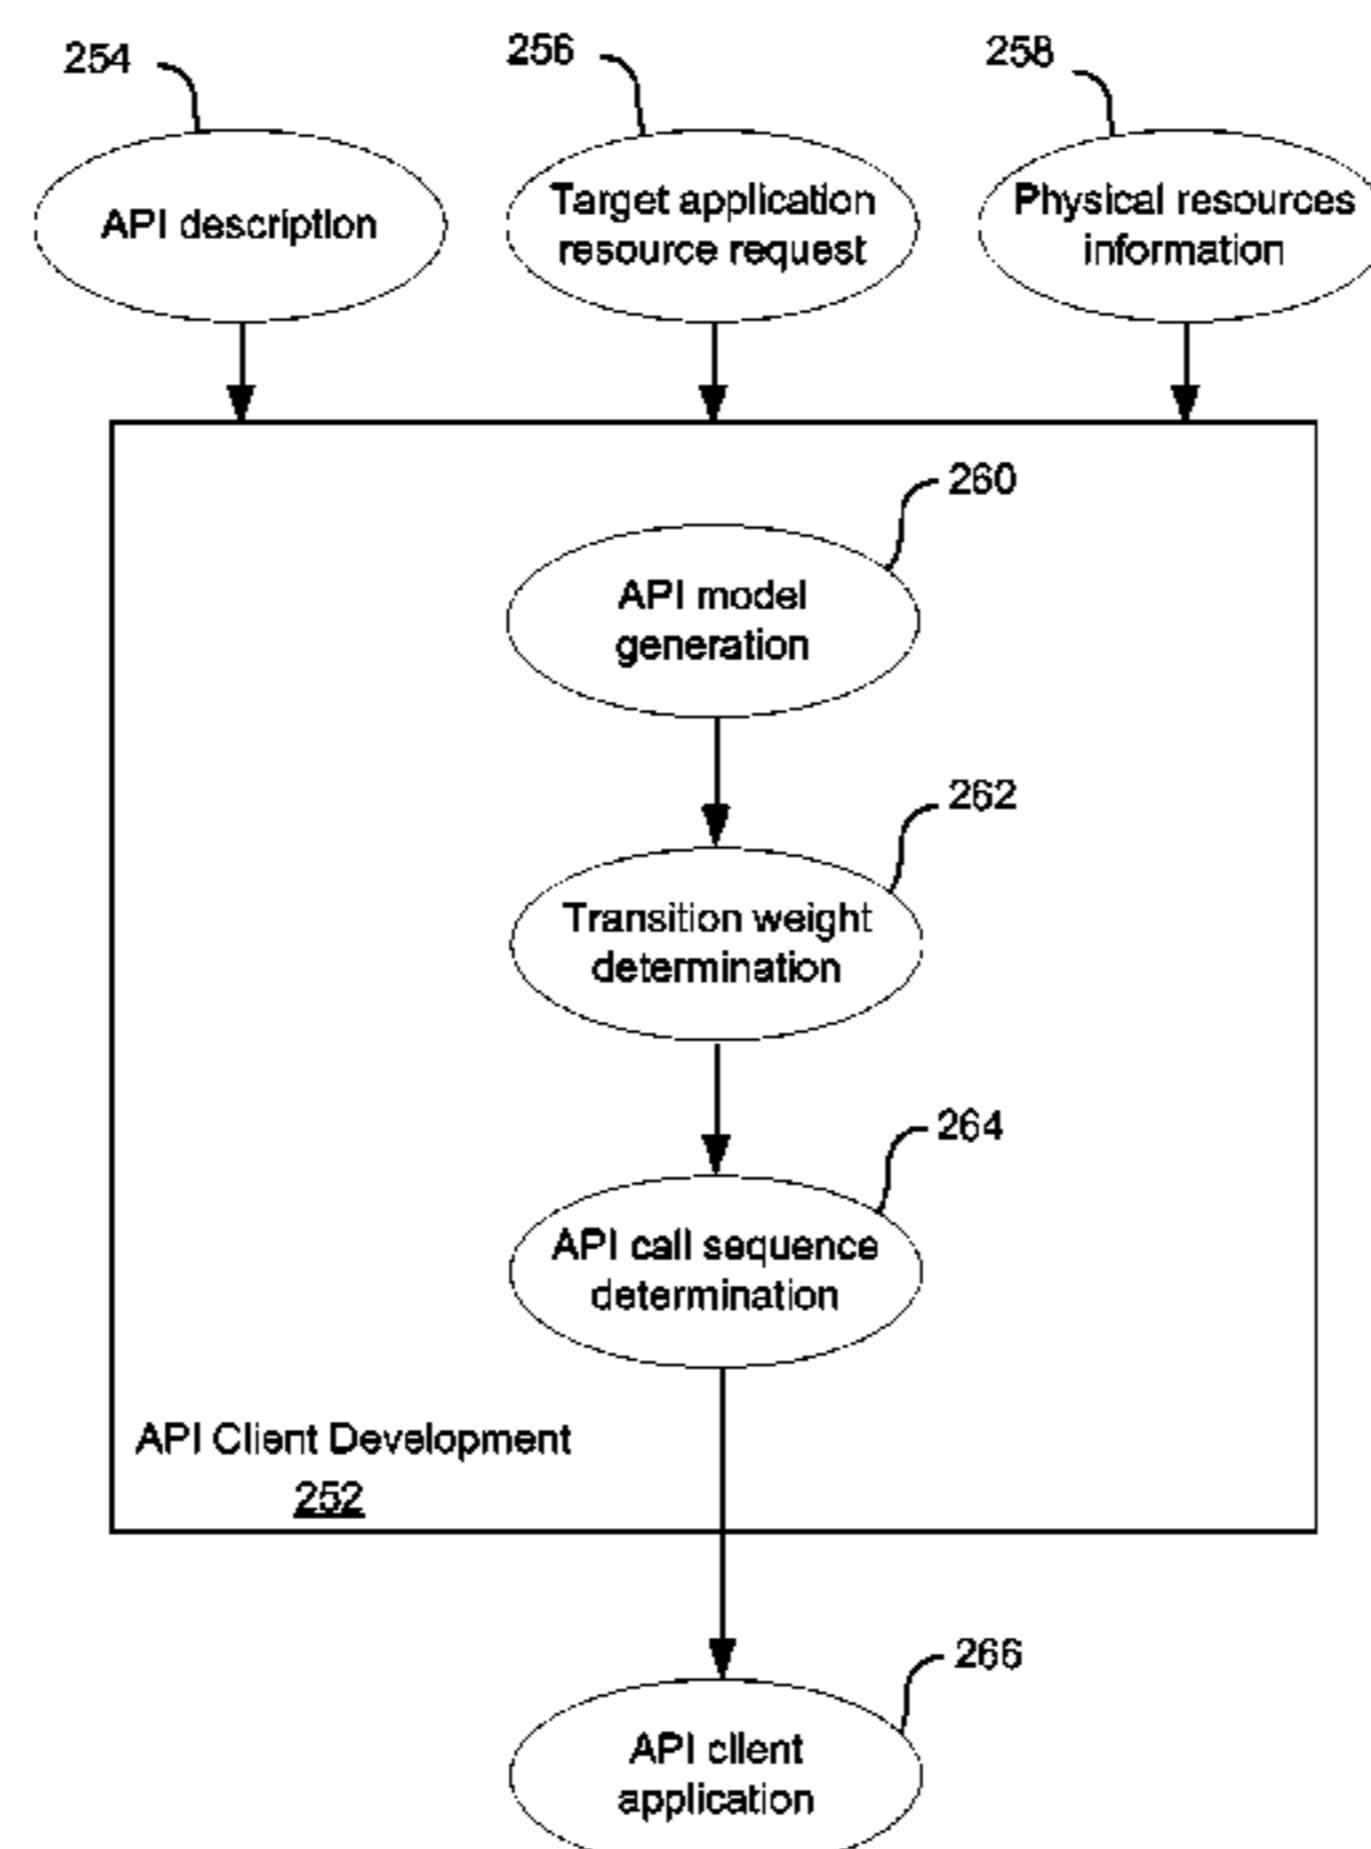 254
256
258
API description
Target application
resource request
Physical resources
information
260
API model
generation
262
Transition weight
determination
264
API call sequence
determination
API Client Development
252
266
API client
application